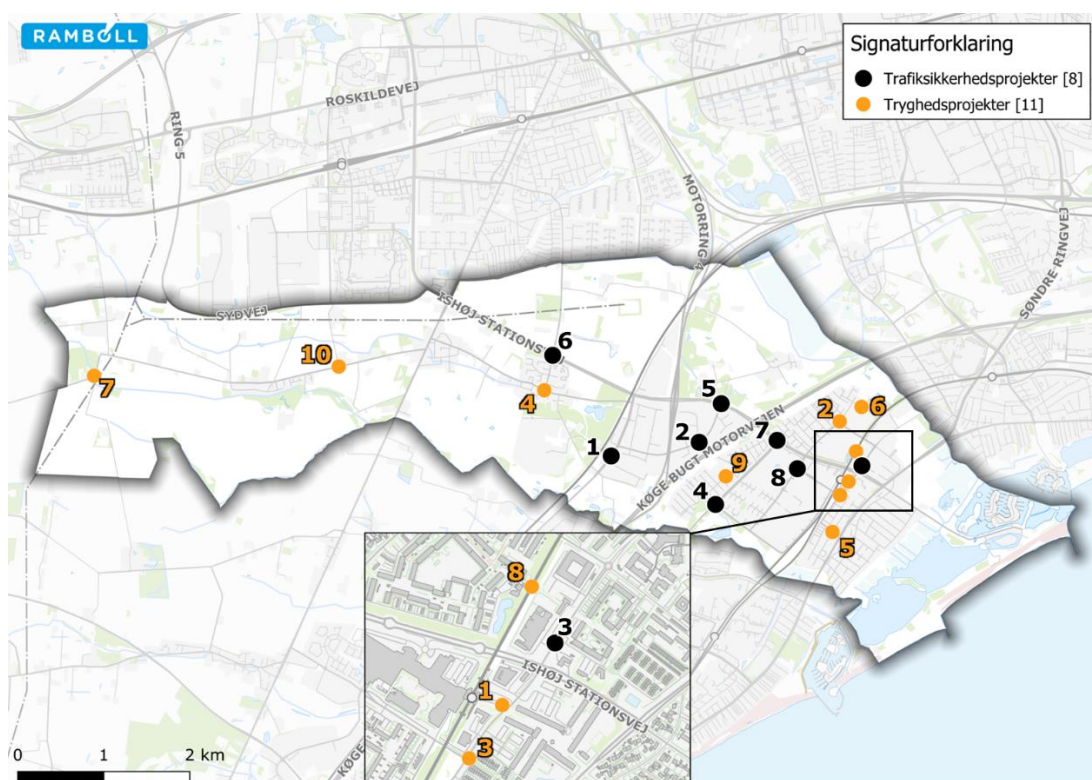 RAMBOLL
Signaturforklaring
Trafiksikkerhedsprojekter [8]
Tryghedsprojekter [11]
ROSKILDEVEJ
RING 5
MOTORRING 4
SØNDRE RINGVEJ
SYDVEJ
ISHØJ STATIONS
6
10
7
4
5
2
6
1
2
7
KØGE BUGT MOTORVEJEN
9
8
4
5
8
3
ISHØJ STATIONSVEJ
1
3
KØGE
0 1 2 km